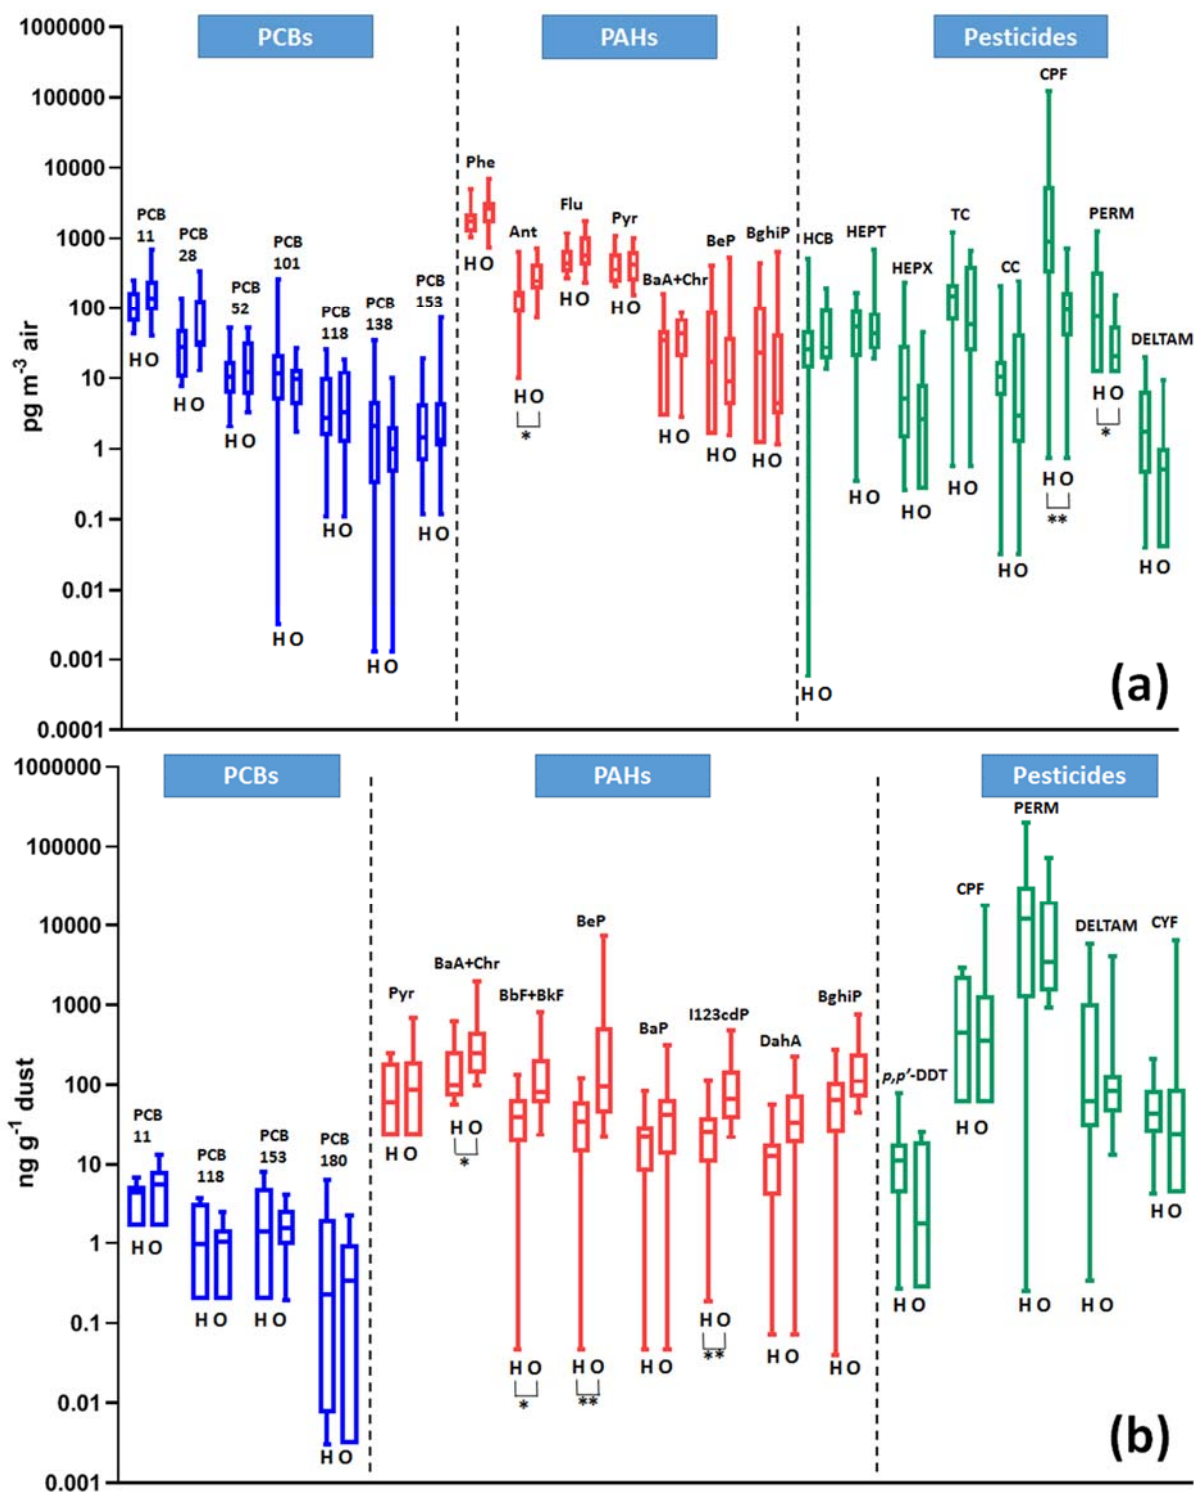 PCBs PAHs Pesticides
1000000
100000
10000
1000
100
10
1
0.1
0.01
0.001
0.0001
pg m⁻³ air
PCB
11
H O
PCB
28
H O
PCB
52
H O
PCB
101
H O
PCB
118
H O
PCB
138
H O
PCB
153
H O
Phe
H O
Ant
H O
*
Flu
H O
Pyr
H O
BaA+Chr
H O
BeP
H O
BghiP
H O
HCB
H O
HEPT
H O
HEPX
H O
TC
H O
CC
H O
CPF
H O
**
PERM
H O
*
DELTAM
H O
(a)
PCBs PAHs Pesticides
1000000
100000
10000
1000
100
10
1
0.1
0.01
0.001
ng g⁻¹ dust
PCB
11
H O
PCB
118
H O
PCB
153
H O
PCB
180
H O
Pyr
H O
BaA+Chr
H O
*
BbF+BkF
H O
*
BeP
H O
**
BaP
H O
I123cdP
H O
**
DahA
H O
BghiP
H O
p,p′-DDT
H O
CPF
H O
PERM
H O
DELTAM
H O
CYF
H O
(b)